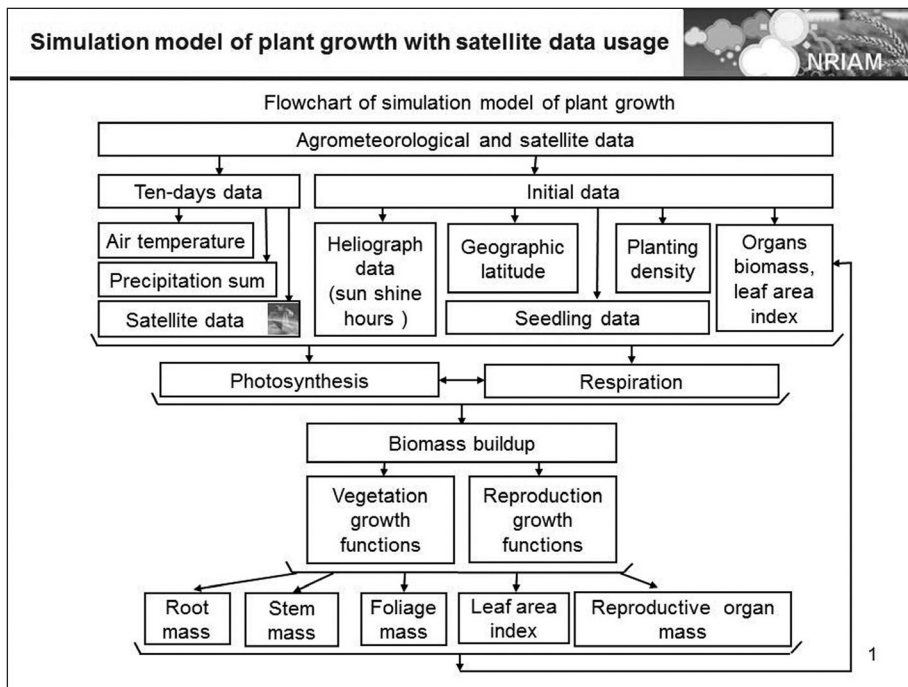 Simulation model of plant growth with satellite data usage
NRIAM
Flowchart of simulation model of plant growth
Agrometeorological and satellite data
Ten-days data
Initial data
Air temperature
Precipitation sum
Satellite data
Heliograph
data
(sun shine
hours )
Geographic
latitude
Seedling data
Planting
density
Organs
biomass,
leaf area
index
Photosynthesis
Respiration
Biomass buildup
Vegetation
growth
functions
Reproduction
growth
functions
Root
mass
Stem
mass
Foliage
mass
Leaf area
index
Reproductive organ
mass
1